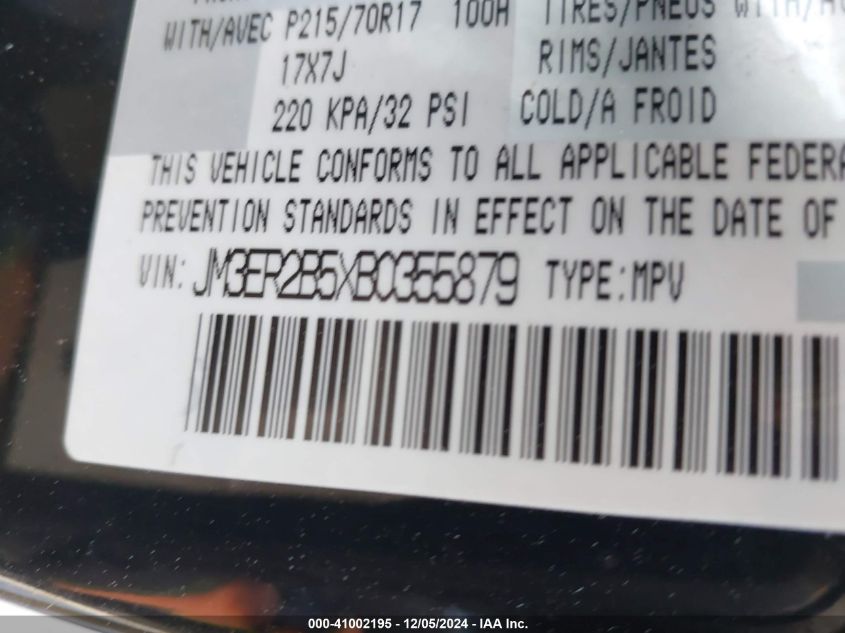 WITH/AVEC P215/70R17 100H TIRES/PNEUS WITH/AV
17X7J RIMS/JANTES
220 KPA/32 PSI COLD/A FROID
THIS VEHICLE CONFORMS TO ALL APPLICABLE FEDERA
PREVENTION STANDARDS IN EFFECT ON THE DATE OF
VIN: JM3ER2B5XB0355879 TYPE:MPV
000-41002195 - 12/05/2024 - IAA Inc.